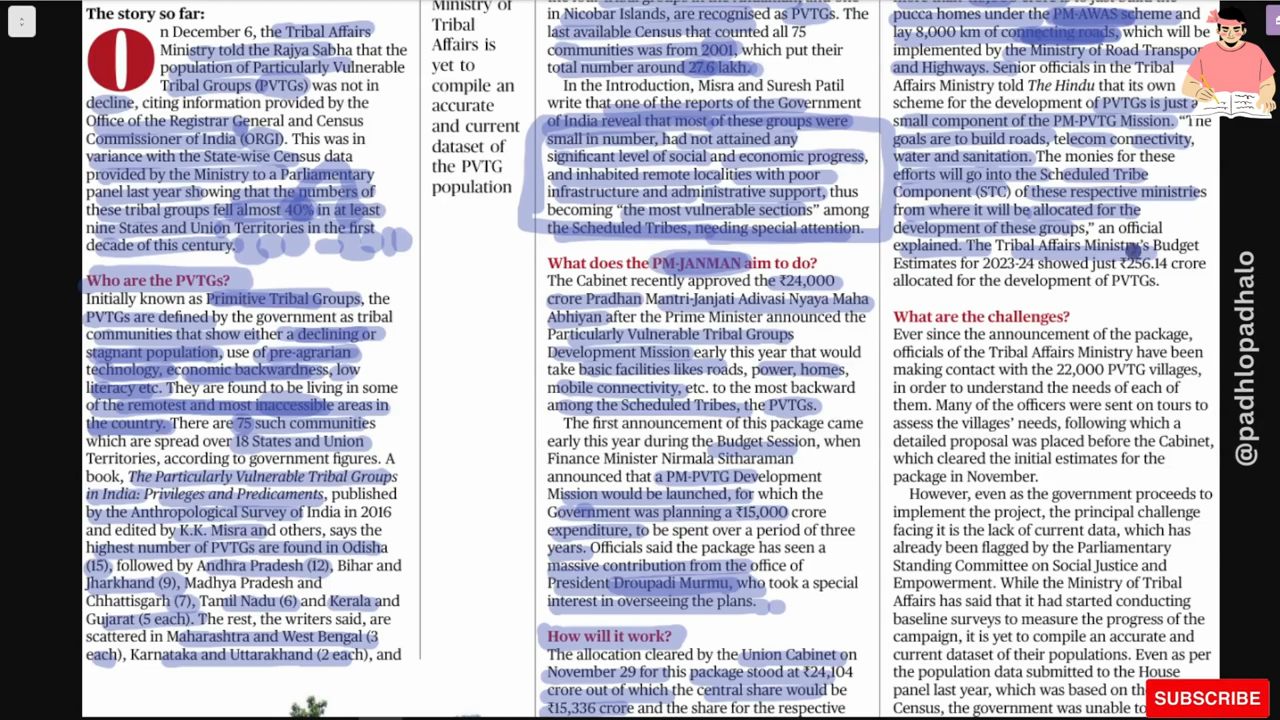 The story so far:
On December 6, the Tribal Affairs
Ministry told the Rajya Sabha that the
population of Particularly Vulnerable
Tribal Groups (PVTGs) was not in
decline, citing information provided by the
Office of the Registrar General and Census
Commissioner of India (ORGI). This was in
variance with the State-wise Census data
provided by the Ministry to a Parliamentary
panel last year showing that the numbers of
these tribal groups fell almost 40% in at least
nine States and Union Territories in the first
decade of this century.
Who are the PVTGs?
Initially known as Primitive Tribal Groups, the
PVTGs are defined by the government as tribal
communities that show either a declining or
stagnant population, use of pre-agrarian
technology, economic backwardness, low
literacy etc. They are found to be living in some
of the remotest and most inaccessible areas in
the country. There are 75 such communities
which are spread over 18 States and Union
Territories, according to government figures. A
book, The Particularly Vulnerable Tribal Groups
in India: Privileges and Predicaments, published
by the Anthropological Survey of India in 2016
and edited by K.K. Misra and others, says the
highest number of PVTGs are found in Odisha
(15), followed by Andhra Pradesh (12), Bihar and
Jharkhand (9), Madhya Pradesh and
Chhattisgarh (7), Tamil Nadu (6) and Kerala and
Gujarat (5 each). The rest, the writers said, are
scattered in Maharashtra and West Bengal (3
each), Karnataka and Uttarakhand (2 each), and
Ministry of
Tribal
Affairs is
yet to
compile an
accurate
and current
dataset of
the PVTG
population
in Nicobar Islands, are recognised as PVTGs. The
last available Census that counted all 75
communities was from 2001, which put their
total number around 27.6 lakh.
In the Introduction, Misra and Suresh Patil
write that one of the reports of the Government
of India reveal that most of these groups were
small in number, had not attained any
significant level of social and economic progress,
and inhabited remote localities with poor
infrastructure and administrative support, thus
becoming “the most vulnerable sections” among
the Scheduled Tribes, needing special attention.
What does the PM-JANMAN aim to do?
The Cabinet recently approved the ₹24,000
crore Pradhan Mantri-Janjati Adivasi Nyaya Maha
Abhiyan after the Prime Minister announced the
Particularly Vulnerable Tribal Groups
Development Mission early this year that would
take basic facilities like roads, power, homes,
mobile connectivity, etc. to the most backward
among the Scheduled Tribes, the PVTGs.
The first announcement of this package came
early this year during the Budget Session, when
Finance Minister Nirmala Sitharaman
announced that a PM-PVTG Development
Mission would be launched, for which the
Government was planning a ₹15,000 crore
expenditure, to be spent over a period of three
years. Officials said the package has seen a
massive contribution from the office of
President Droupadi Murmu, who took a special
interest in overseeing the plans.
How will it work?
The allocation cleared by the Union Cabinet on
November 29 for this package stood at ₹24,104
crore out of which the central share would be
₹15,336 crore and the share for the respective
pucca homes under the PM-AWAS scheme and
lay 8,000 km of connecting roads, which will be
implemented by the Ministry of Road Transpor
and Highways. Senior officials in the Tribal
Affairs Ministry told The Hindu that its own
scheme for the development of PVTGs is just a
small component of the PM-PVTG Mission. “The
goals are to build roads, telecom connectivity,
water and sanitation. The monies for these
efforts will go into the Scheduled Tribe
Component (STC) of these respective ministries
from where it will be allocated for the
development of these groups,” an official
explained. The Tribal Affairs Ministry’s Budget
Estimates for 2023-24 showed just ₹256.14 crore
allocated for the development of PVTGs.
What are the challenges?
Ever since the announcement of the package,
officials of the Tribal Affairs Ministry have been
making contact with the 22,000 PVTG villages,
in order to understand the needs of each of
them. Many of the officers were sent on tours to
assess the villages’ needs, following which a
detailed proposal was placed before the Cabinet,
which cleared the initial estimates for the
package in November.
However, even as the government proceeds to
implement the project, the principal challenge
facing it is the lack of current data, which has
already been flagged by the Parliamentary
Standing Committee on Social Justice and
Empowerment. While the Ministry of Tribal
Affairs has said that it had started conducting
baseline surveys to measure the progress of the
campaign, it is yet to compile an accurate and
current dataset of their populations. Even as per
the population data submitted to the House
panel last year, which was based on the
Census, the government was unable to
@padhlopadhalo
SUBSCRIBE